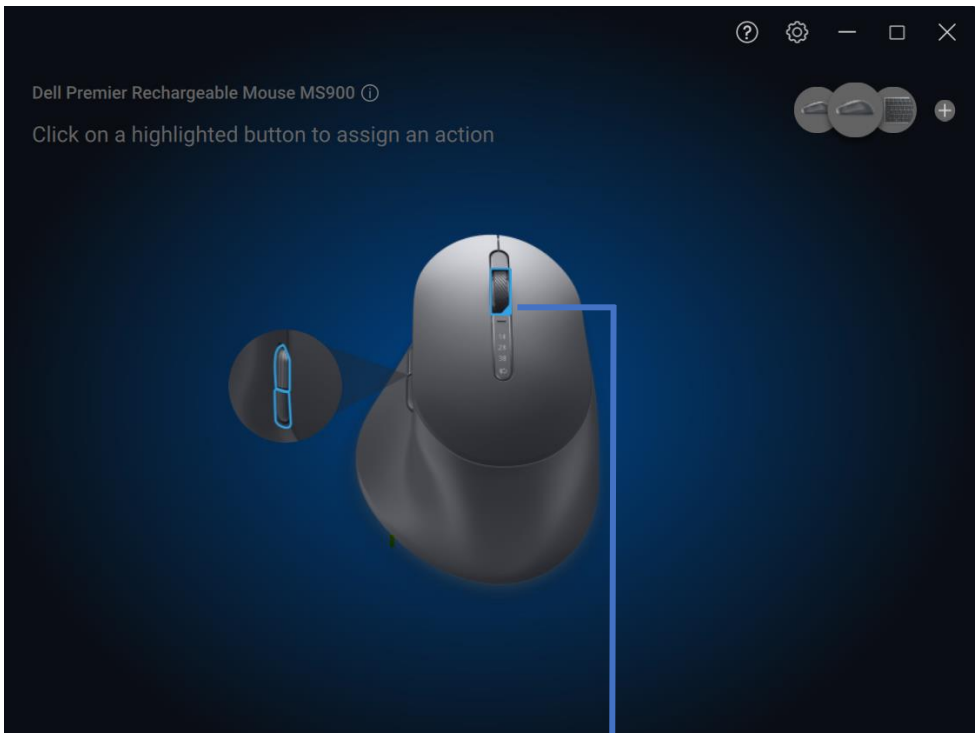 Dell Premier Rechargeable Mouse MS900
Click on a highlighted button to assign an action